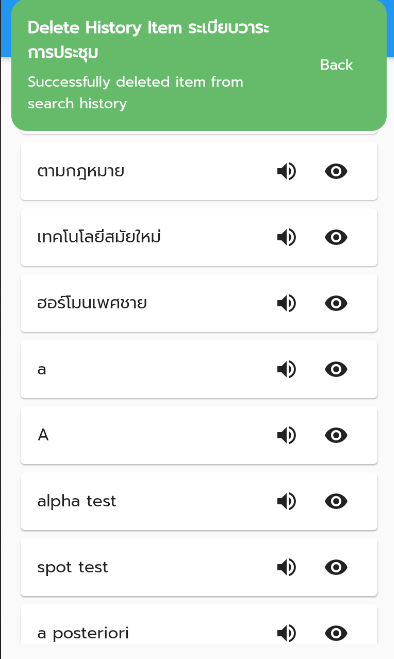 Delete History Item ระเบียบวาระ
การประชุม
Successfully deleted item from
search history
Back
ตามกฎหมาย
เทคโนโลยีสมัยใหม่
ฮอร์โมนเพศชาย
a
A
alpha test
spot test
a posteriori